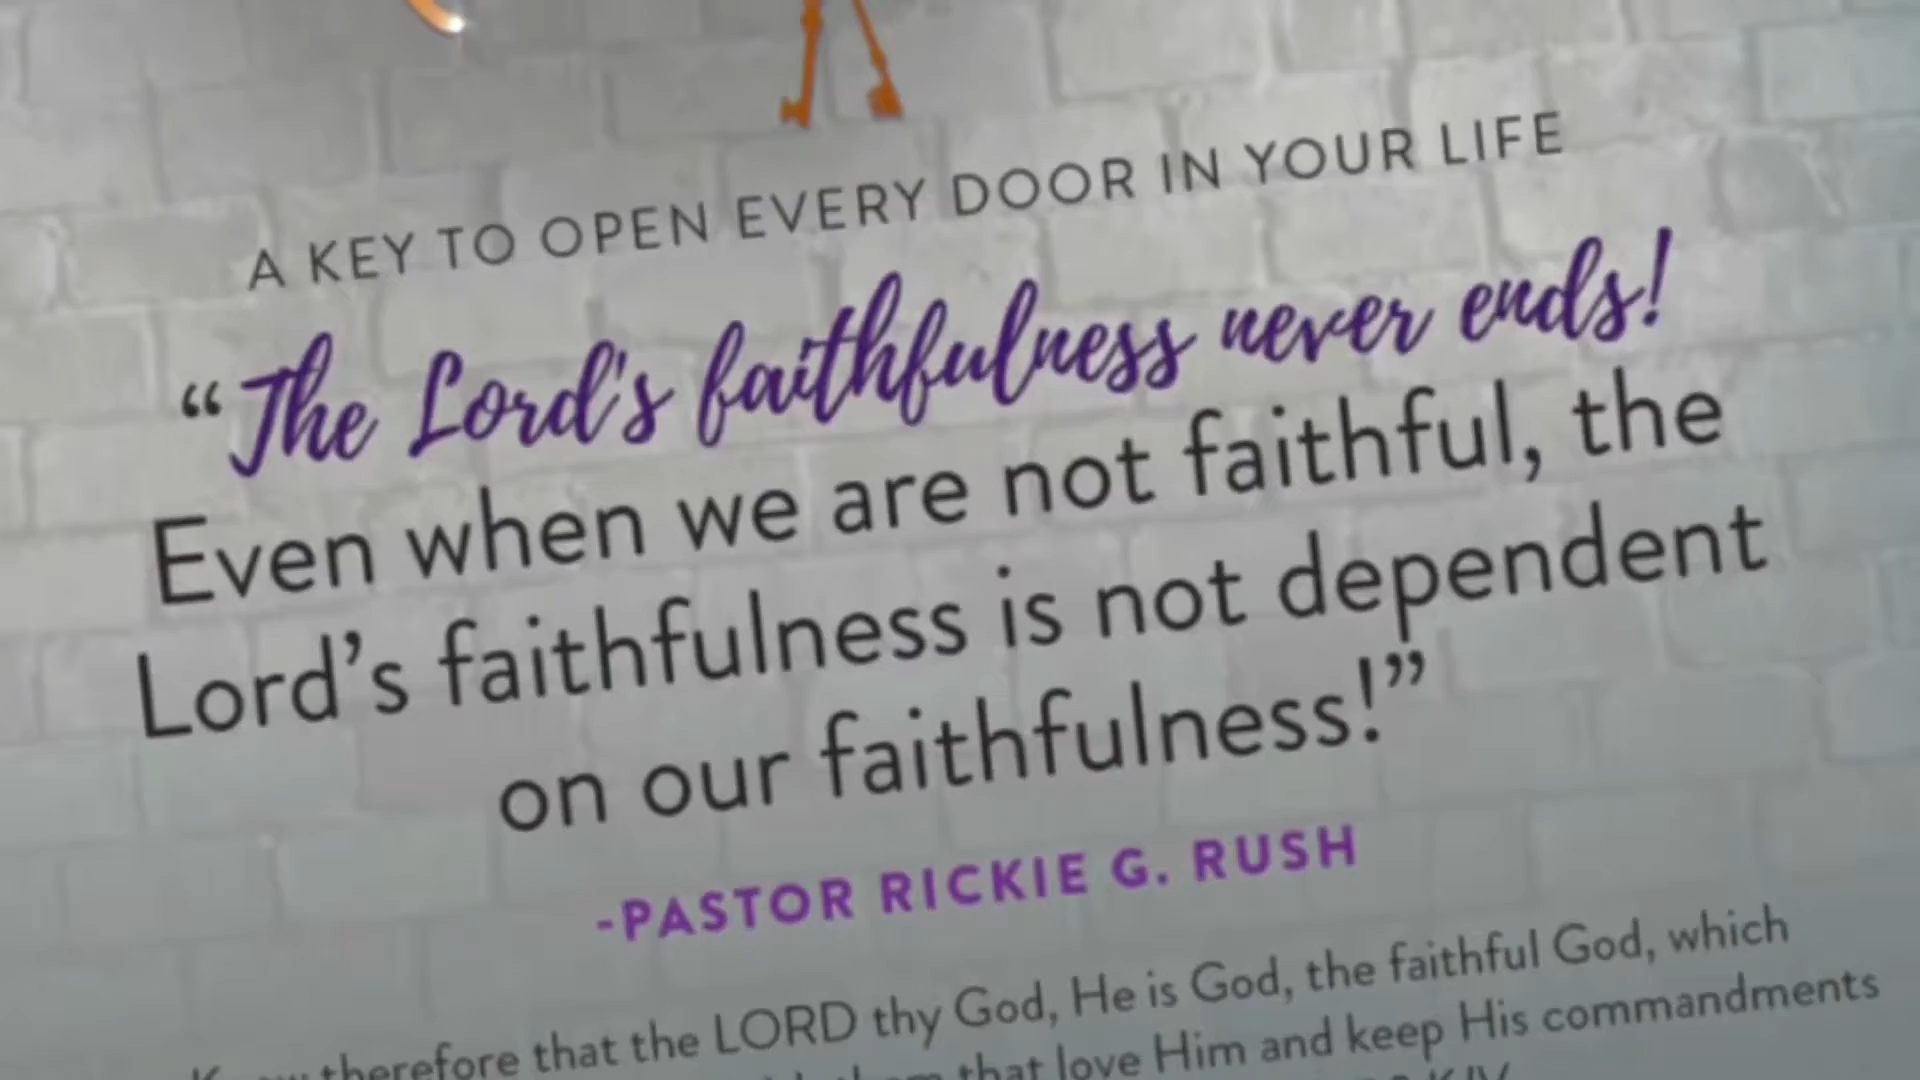 A KEY TO OPEN EVERY DOOR IN YOUR LIFE
“The Lord's faithfulness never ends!
Even when we are not faithful, the
Lord’s faithfulness is not dependent
on our faithfulness!”
-PASTOR RICKIE G. RUSH
therefore that the LORD thy God, He is God, the faithful God, which
that love Him and keep His commandments